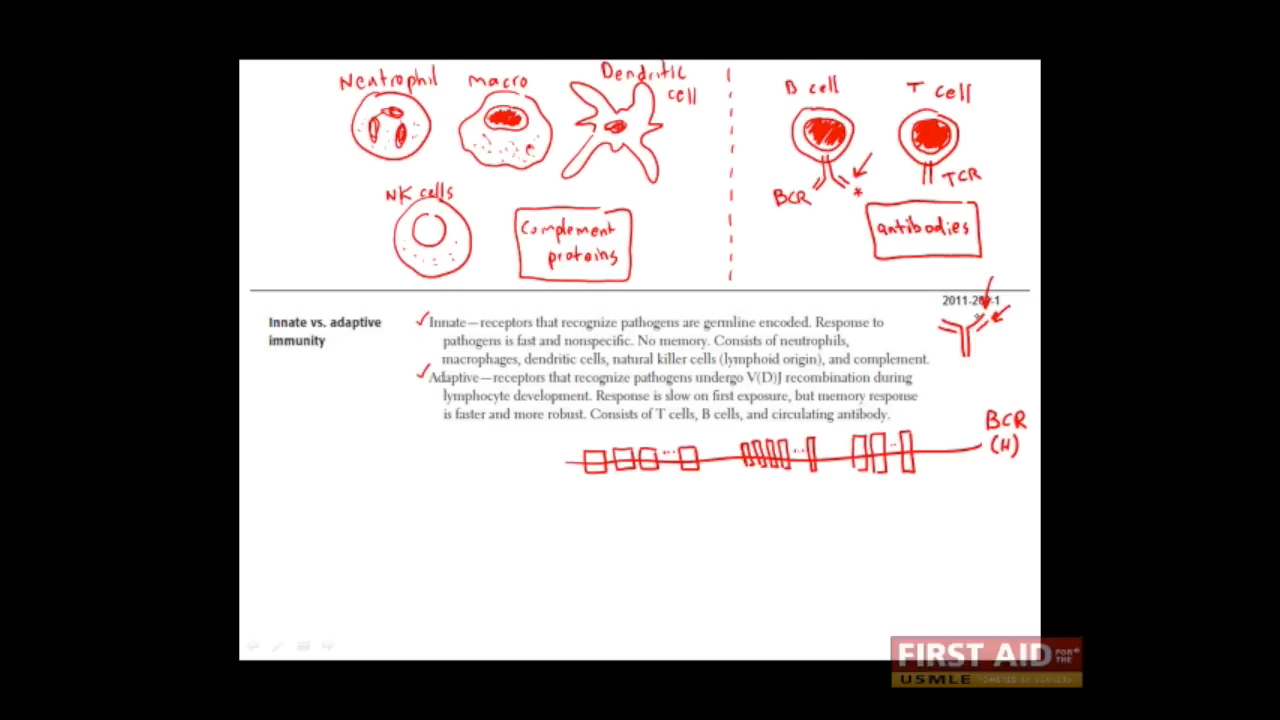 Neutrophil
Macro
Dendritic
cell
B cell
T cell
NK cells
BCR
*
TCR
Complement
proteins
antibodies
Innate vs. adaptive
immunity
Innate—receptors that recognize pathogens are germline encoded. Response to
pathogens is fast and nonspecific. No memory. Consists of neutrophils,
macrophages, dendritic cells, natural killer cells (lymphoid origin), and complement.
Adaptive—receptors that recognize pathogens undergo V(D)J recombination during
lymphocyte development. Response is slow on first exposure, but memory response
is faster and more robust. Consists of T cells, B cells, and circulating antibody.
BCR
(H)
FIRST AID FOR THE®
USMLE